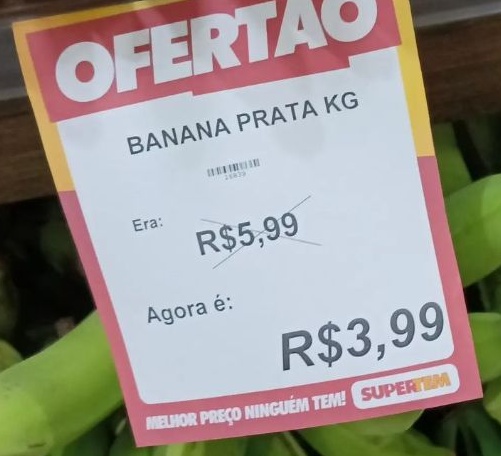 OFERTÃO
BANANA PRATA KG
Era:
R$5,99
Agora é:
R$3,99
MELHOR PREÇO NINGUÉM TEM! SUPERTEM